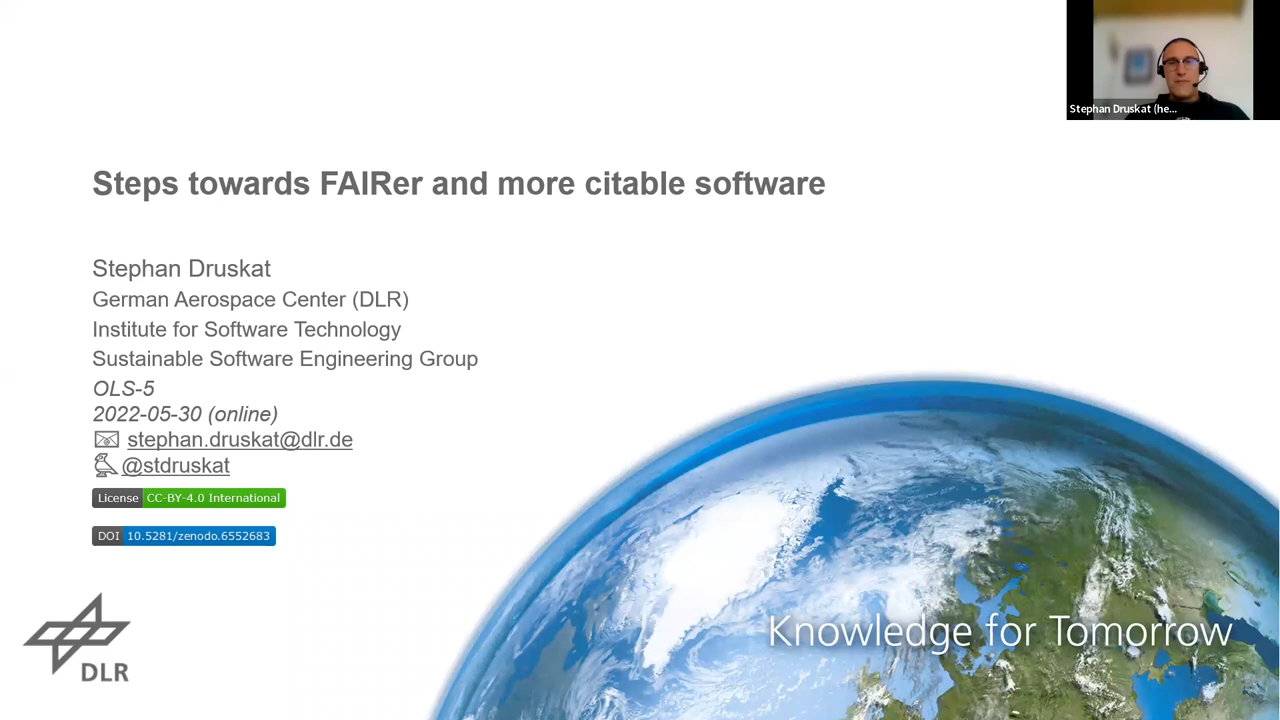 Stephan Druskat (he...
Steps towards FAIRer and more citable software
Stephan Druskat
German Aerospace Center (DLR)
Institute for Software Technology
Sustainable Software Engineering Group
OLS-5
2022-05-30 (online)
stephan.druskat@dlr.de
@stdruskat
License CC-BY-4.0 International
DOI 10.5281/zenodo.6552683
Knowledge for Tomorrow
DLR